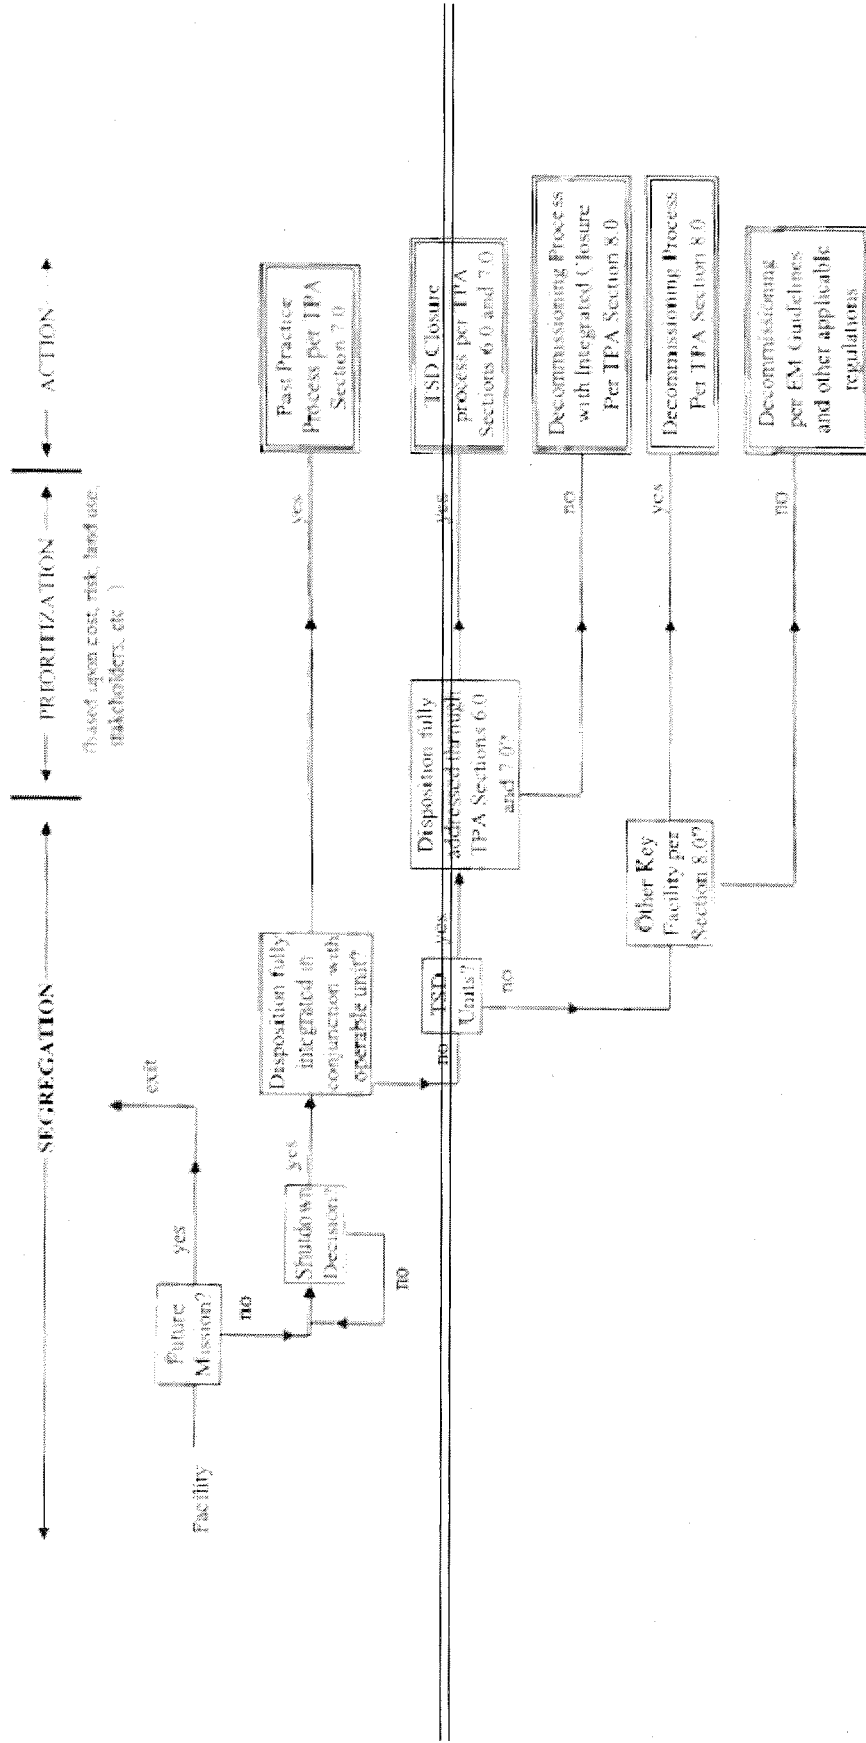 SEGREGATION
PRIORITIZATION
ACTION
(based upon cost, risk, land use,
stakeholders, etc.)
Facility
Future
Mission?
yes
exit
no
Shutdown
Decision?
yes
no
Disposition fully
integrated in
conjunction with
operable unit?
yes
Past Practice
Process per TPA
Section 7.0
no
TSD
Units?
yes
Disposition fully
addressed through
TPA Sections 6.0
and 7.0?
yes
TSD Closure
process per TPA
Sections 6.0 and 7.0
no
Decommissioning Process
with Integrated Closure
Per TPA Section 8.0
no
Other Key
Facility per
Section 8.0?
yes
Decommissioning Process
Per TPA Section 8.0
no
Decommissioning
per EM Guidelines
and other applicable
regulations